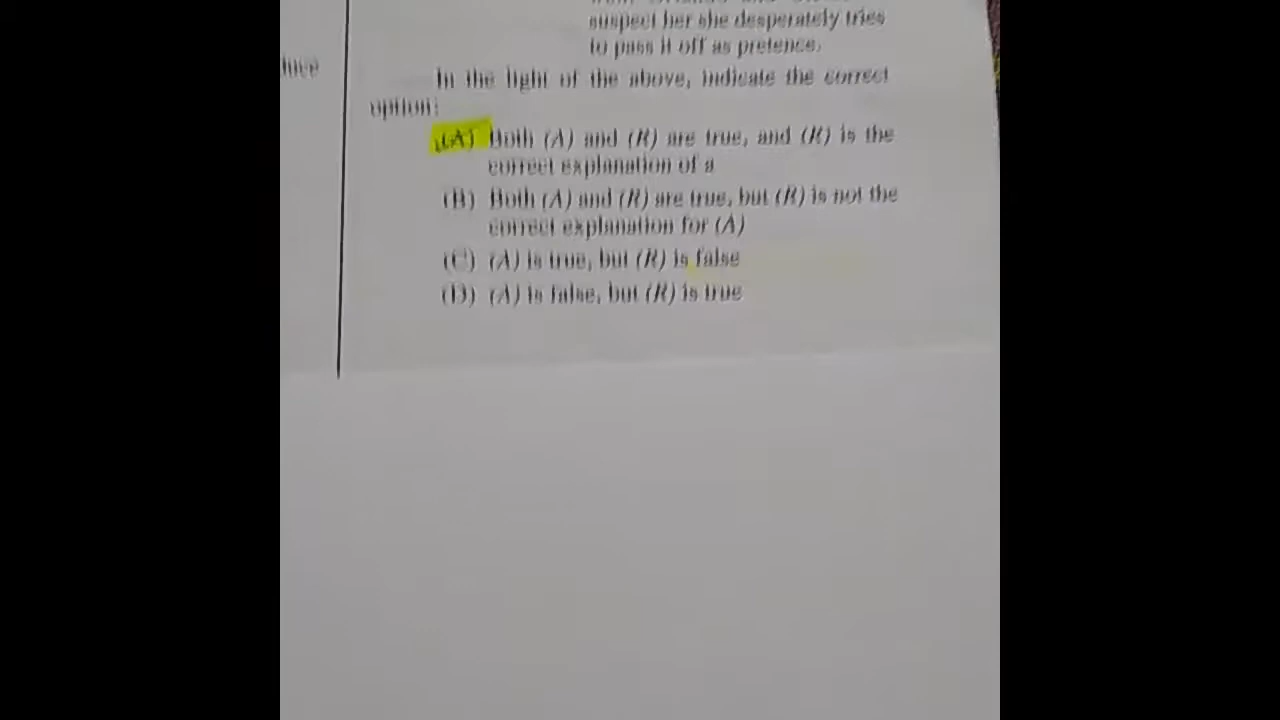 suspect her she desperately tries
to pass it off as pretence.
In the light of the above, indicate the correct
option:
(A) Both (A) and (R) are true, and (R) is the
correct explanation of a
(B) Both (A) and (R) are true, but (R) is not the
correct explanation for (A)
(C) (A) is true, but (R) is false
(D) (A) is false, but (R) is true